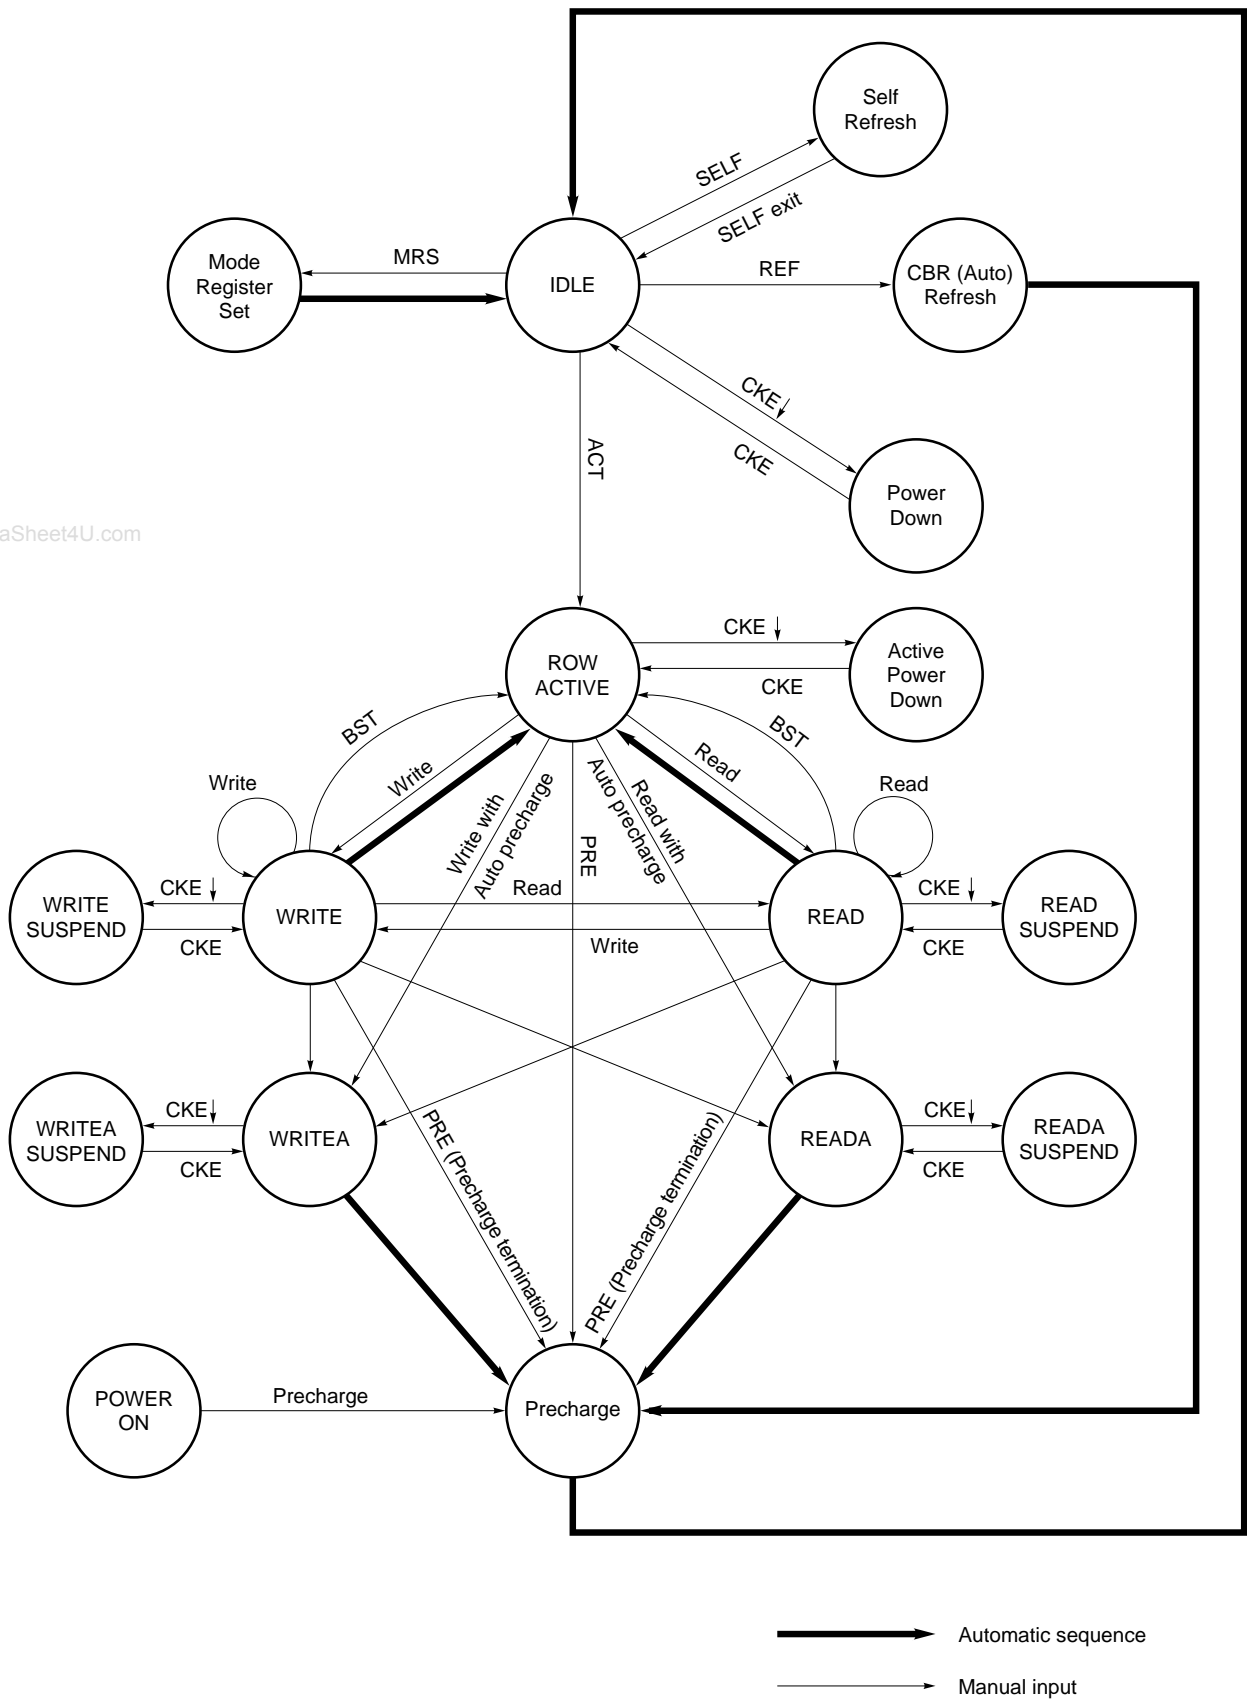 Self
Refresh
SELF
SELF exit
Mode
Register
Set
MRS
IDLE
REF
CBR (Auto)
Refresh
CKE
CKE
ACT
Power
Down
aSheet4U.com
ROW
ACTIVE
CKE
CKE
Active
Power
Down
BST
BST
Write
Write
Write with
Auto precharge
PRE
Read with
Auto precharge
Read
Read
WRITE
SUSPEND
CKE
CKE
WRITE
Read
Write
READ
CKE
CKE
READ
SUSPEND
WRITEA
SUSPEND
CKE
CKE
WRITEA
PRE (Precharge termination)
PRE (Precharge termination)
READA
CKE
CKE
READA
SUSPEND
POWER
ON
Precharge
Precharge
Automatic sequence
Manual input